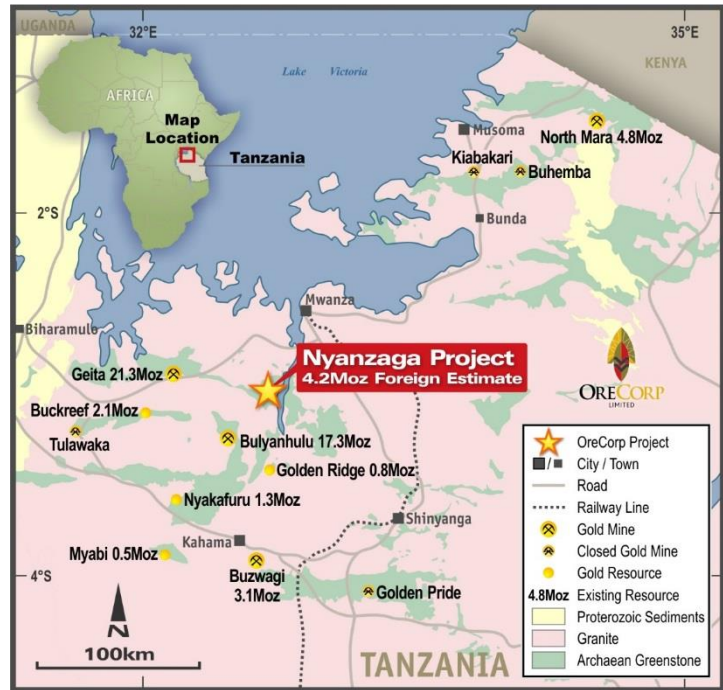 UGANDA
32°E
35°E
KENYA
Lake Victoria
AFRICA
Map
Location
Tanzania
Musoma
North Mara 4.8Moz
Kiabakari
Buhemba
2°S
Bunda
Mwanza
Biharamulo
Nyanzaga Project
4.2Moz Foreign Estimate
Geita 21.3Moz
ORECORP
LIMITED
Buckreef 2.1Moz
Tulawaka
Bulyanhulu 17.3Moz
Golden Ridge 0.8Moz
Nyakafuru 1.3Moz
Shinyanga
Kahama
Myabi 0.5Moz
Buzwagi
3.1Moz
4°S
Golden Pride
N
100km
TANZANIA
OreCorp Project
/ City / Town
Road
Railway Line
Gold Mine
Closed Gold Mine
Gold Resource
4.8Moz Existing Resource
Proterozoic Sediments
Granite
Archaean Greenstone